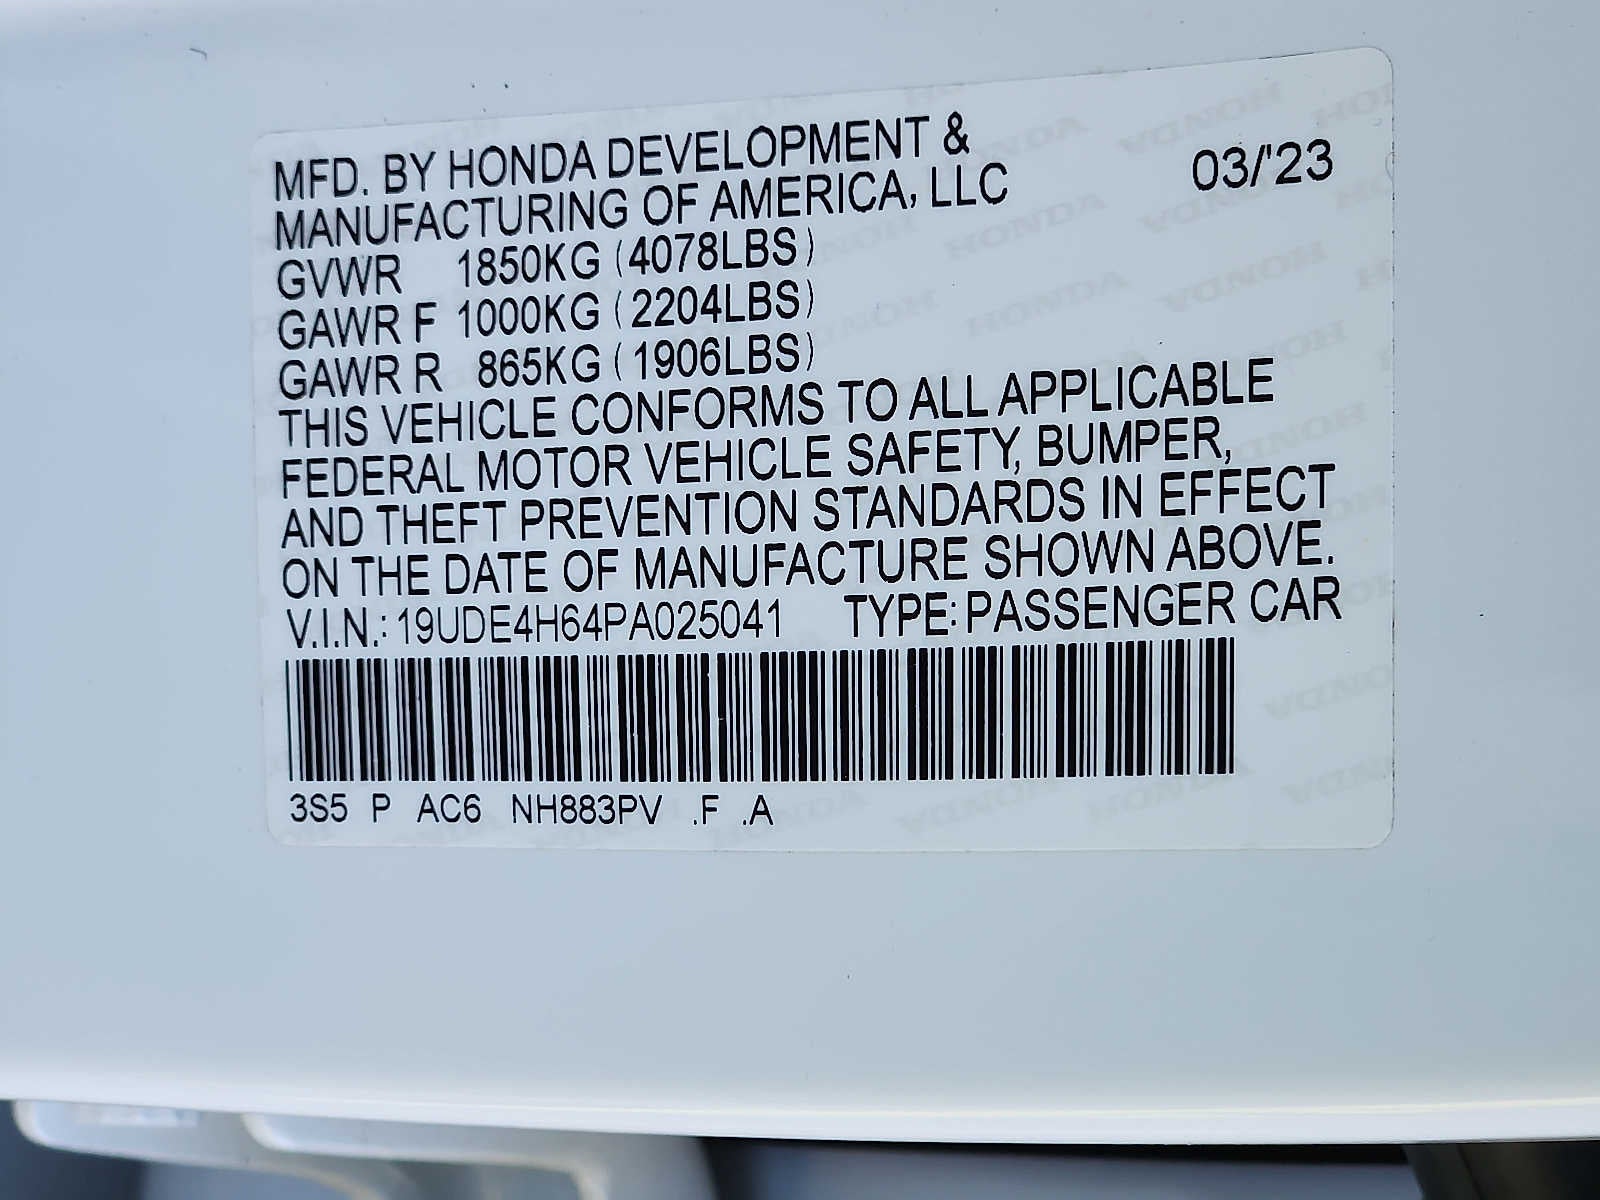 MFD. BY HONDA DEVELOPMENT &
MANUFACTURING OF AMERICA, LLC 03/'23
GVWR 1850KG (4078LBS)
GAWR F 1000KG (2204LBS)
GAWR R 865KG (1906LBS)
THIS VEHICLE CONFORMS TO ALL APPLICABLE
FEDERAL MOTOR VEHICLE SAFETY, BUMPER,
AND THEFT PREVENTION STANDARDS IN EFFECT
ON THE DATE OF MANUFACTURE SHOWN ABOVE.
V.I.N.: 19UDE4H64PA025041 TYPE: PASSENGER CAR
3S5 P AC6 NH883PV .F .A